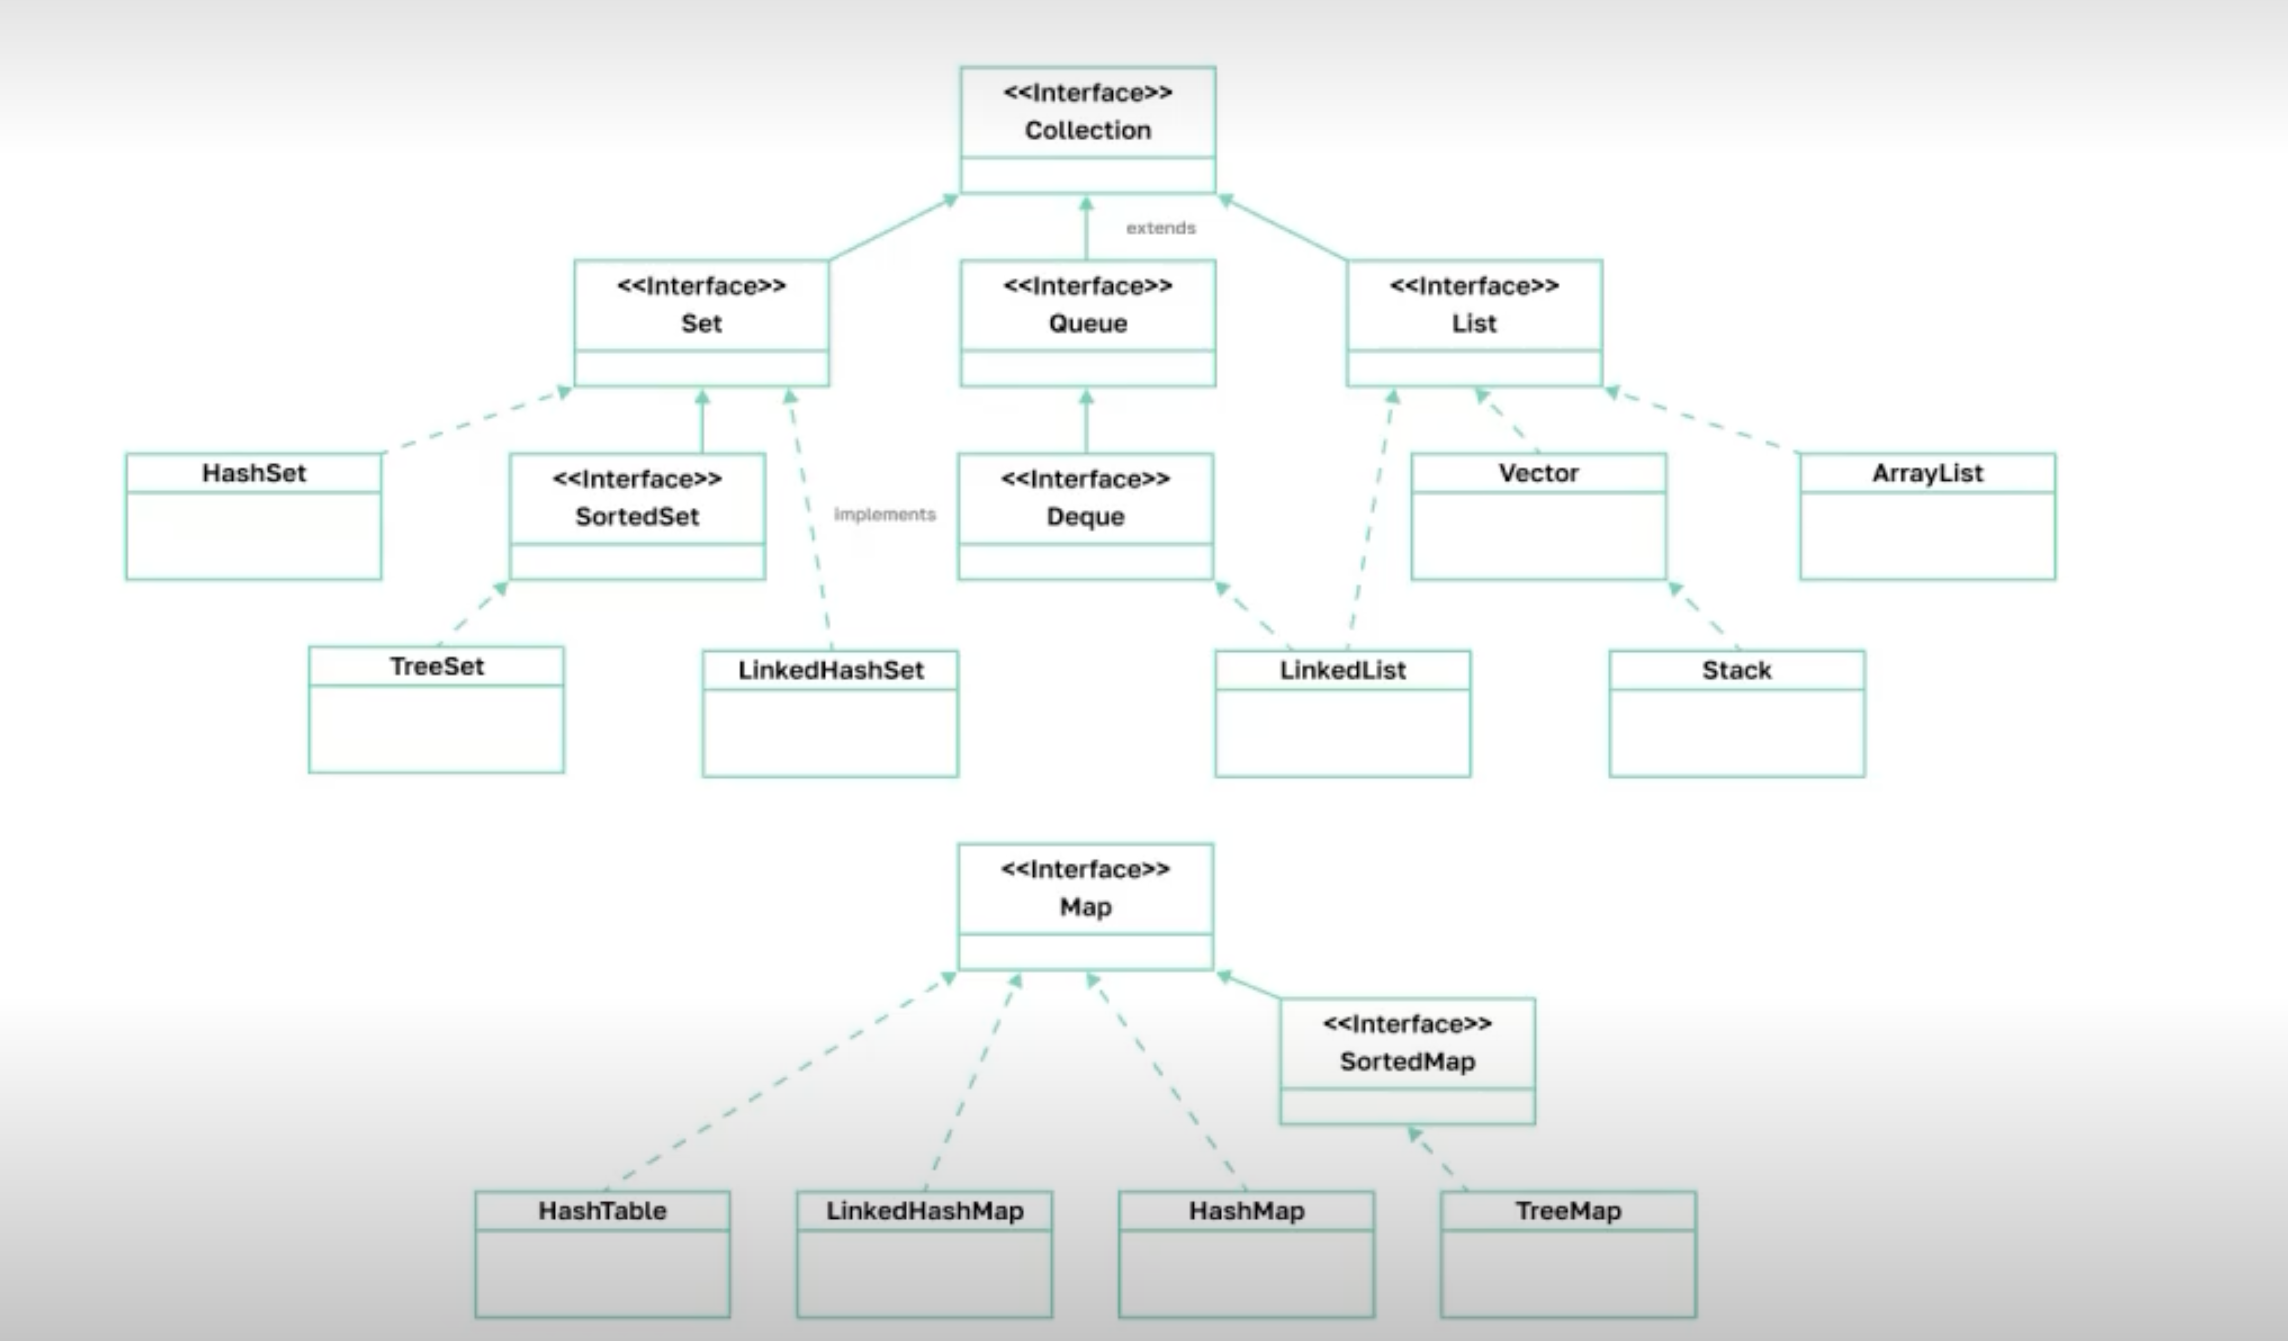 <<Interface>>
Collection
extends
<<Interface>>
Set
<<Interface>>
Queue
<<Interface>>
List
HashSet
<<Interface>>
SortedSet
implements
<<Interface>>
Deque
Vector
ArrayList
TreeSet
LinkedHashSet
LinkedList
Stack
<<Interface>>
Map
<<Interface>>
SortedMap
HashTable
LinkedHashMap
HashMap
TreeMap